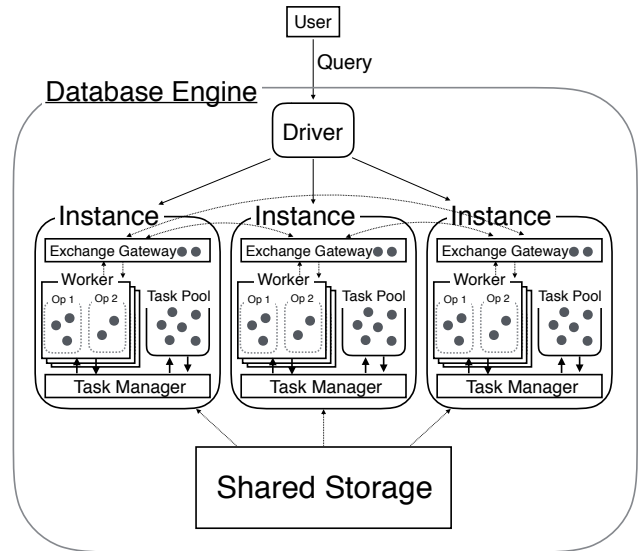 User
Query
Database Engine
Driver
Instance Instance Instance
Exchange Gateway Exchange Gateway Exchange Gateway
Worker Worker Worker
Op 1 Op 2 Task Pool Op 1 Op 2 Task Pool Op 1 Op 2 Task Pool
Task Manager Task Manager Task Manager
Shared Storage